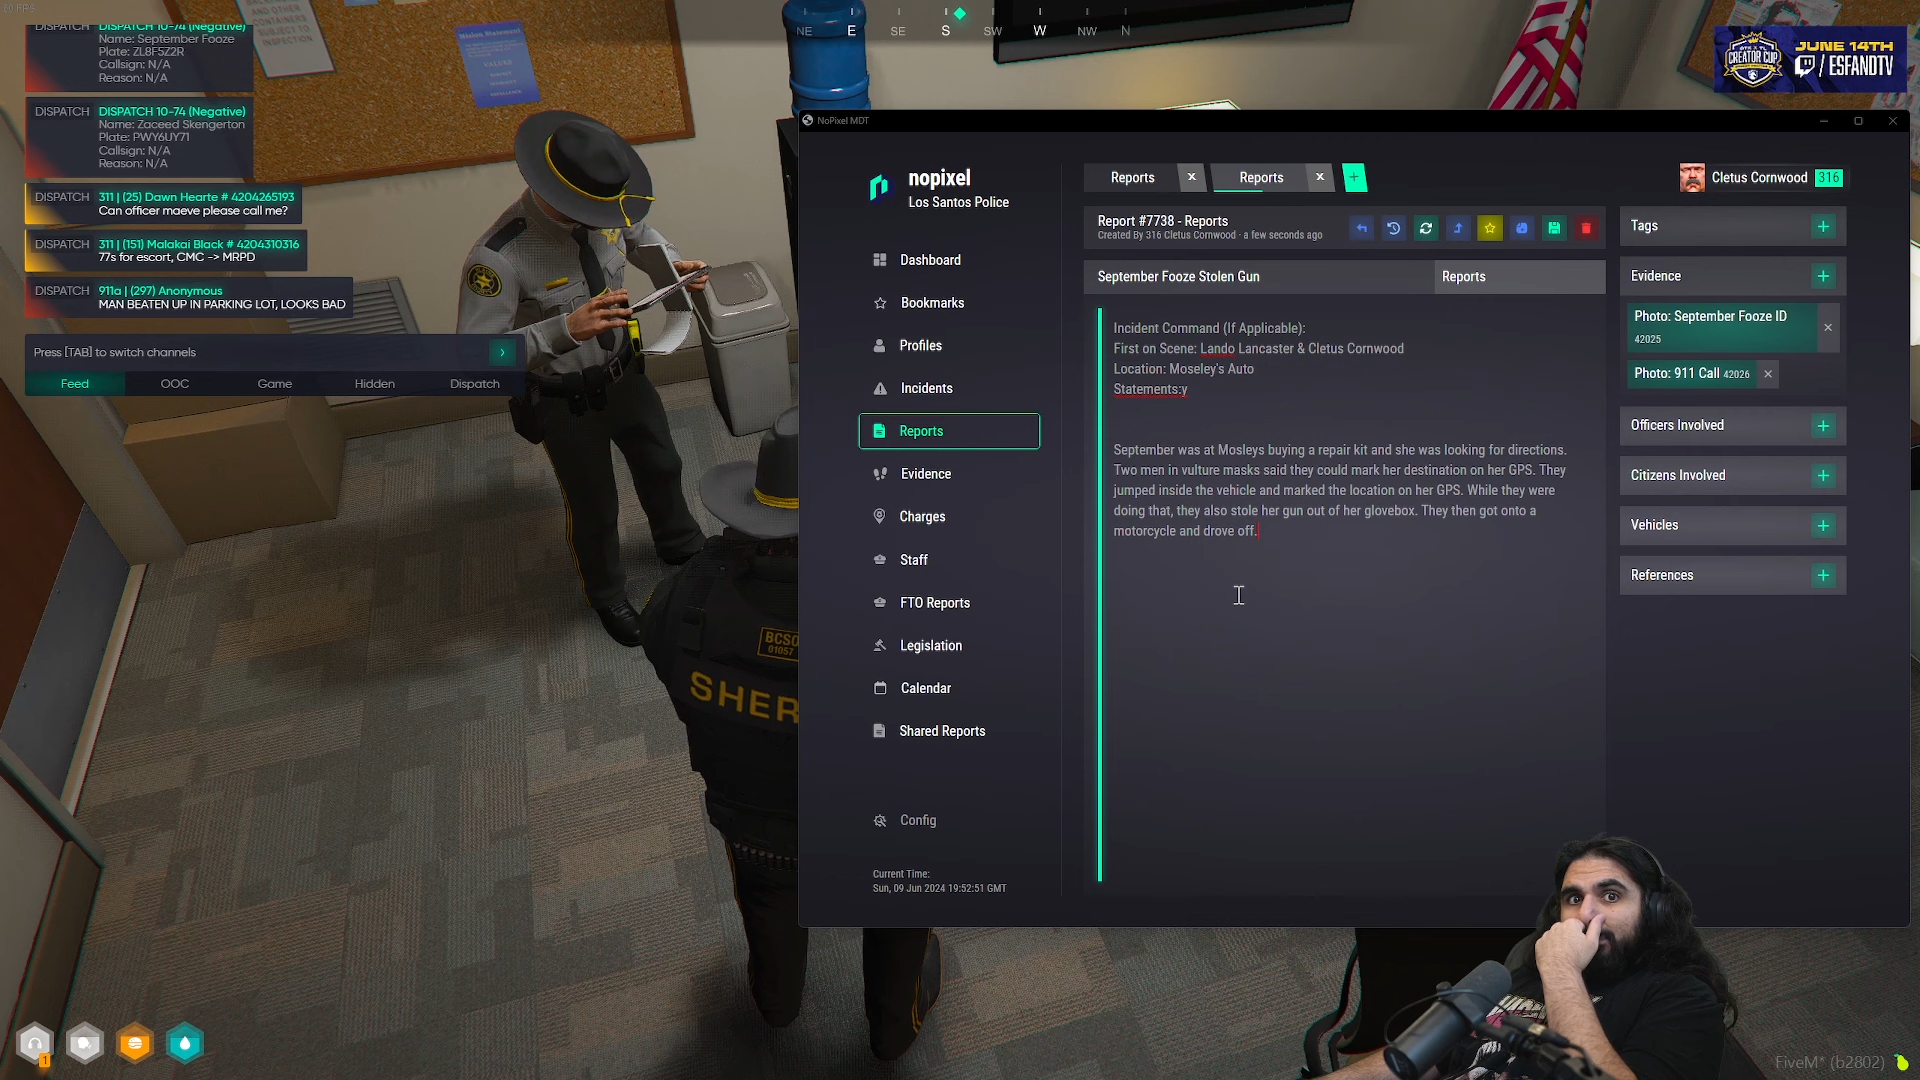 10 FPS
DISPATCH
DISPATCH 10-74 (Negative)
Name: September Fooze
Plate: ZL8F5Z2R
Callsign: N/A
Reason: N/A
DISPATCH
DISPATCH 10-74 (Negative)
Name: Zaceed Skengerton
Plate: PWY6UY71
Callsign: N/A
Reason: N/A
DISPATCH
311 | (25) Dawn Hearte # 4204265193
Can officer maeve please call me?
DISPATCH
311 | (151) Malakai Black # 4204310316
77s for escort, CMC -> MRPD
DISPATCH
911a | (297) Anonymous
MAN BEATEN UP IN PARKING LOT, LOOKS BAD
Press [TAB] to switch channels
Feed
OOC
Game
Hidden
Dispatch
NE
E
SE
S
SW
W
NW
N
CREATOR CUP
JUNE 14TH
/ ESFANDTV
Mission Statement
VALUES
BCSO
01057
SHER
NoPixel MDT
nopixel
Los Santos Police
Dashboard
Bookmarks
Profiles
Incidents
Reports
Evidence
Charges
Staff
FTO Reports
Legislation
Calendar
Shared Reports
Config
Current Time:
Sun, 09 Jun 2024 19:52:51 GMT
Reports
Reports
Cletus Cornwood 316
Report #7738 - Reports
Created By 316 Cletus Cornwood · a few seconds ago
September Fooze Stolen Gun
Reports
Incident Command (If Applicable):
First on Scene: Lando Lancaster & Cletus Cornwood
Location: Moseley's Auto
Statements:y
September was at Mosleys buying a repair kit and she was looking for directions.
Two men in vulture masks said they could mark her destination on her GPS. They
jumped inside the vehicle and marked the location on her GPS. While they were
doing that, they also stole her gun out of her glovebox. They then got onto a
motorcycle and drove off.
Tags
Evidence
Photo: September Fooze ID
42025
Photo: 911 Call 42026
Officers Involved
Citizens Involved
Vehicles
References
1
FiveM* (b2802)